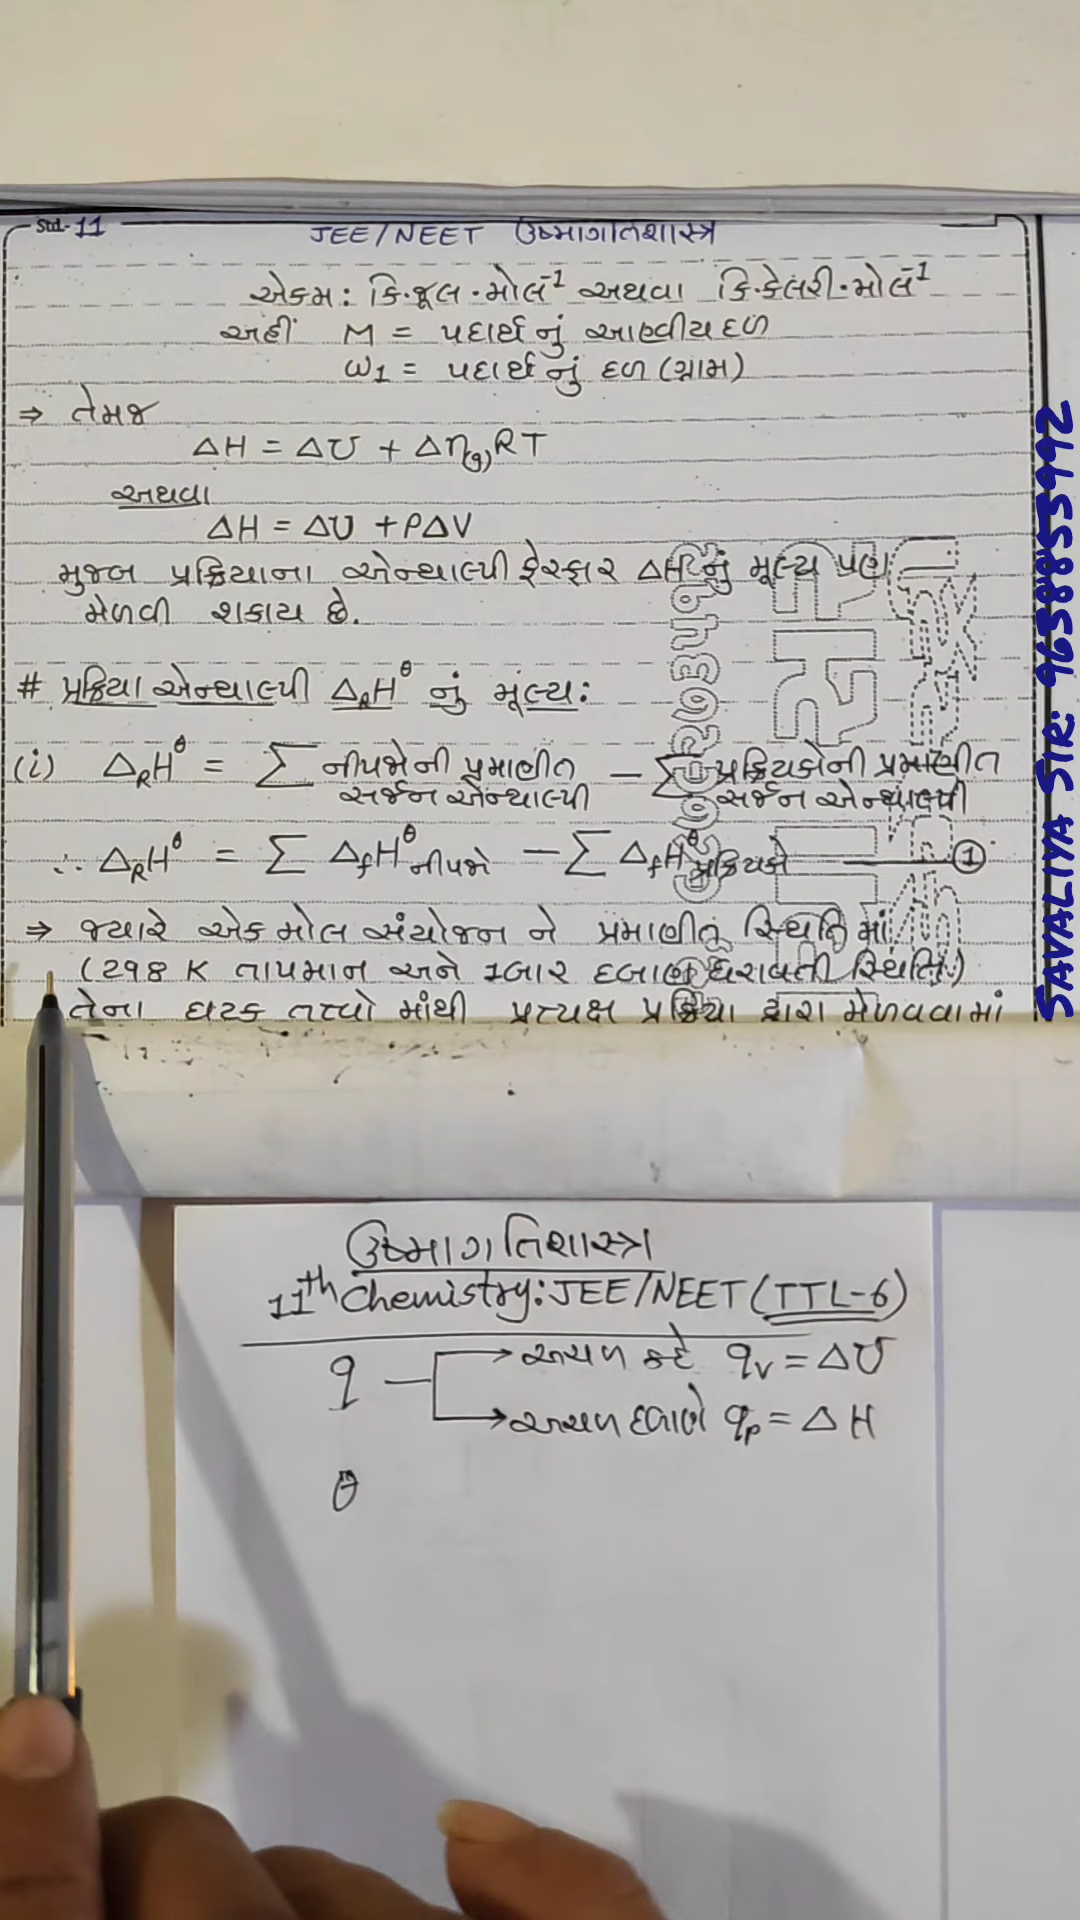 Std-11
JEE/NEET ઉષ્માગતિશાસ્ત્ર
એકમ: કિ.જૂલ.મોલ⁻¹ અથવા કિ.કેલરી.મોલ⁻¹
અહીં M = પદાર્થનું આણ્વીય દળ
W1 = પદાર્થનું દળ (ગ્રામ)
⇒ તેમજ
ΔH = ΔU + Δn(g)RT
અથવા
ΔH = ΔU + PΔV
મુજબ પ્રક્રિયાના એન્થાલ્પી ફેરફાર ΔH નું મૂલ્ય પણ
મેળવી શકાય છે.
# પ્રક્રિયા એન્થાલ્પી ΔRH^θ નું મૂલ્ય:
(i) ΔRH^θ = Σ નીપજોની પ્રમાણીત સર્જન એન્થાલ્પી − Σ પ્રક્રિયકોની પ્રમાણીત સર્જન એન્થાલ્પી
∴ ΔRH^θ = Σ ΔfH^θ નીપજો − Σ ΔfH^θ પ્રક્રિયકો ——— ①
⇒ જ્યારે એક મોલ સંયોજન ને પ્રમાણીત સ્થિતિ માં
(298 K તાપમાન અને 1બાર દબાણ ધરાવતી સ્થિતિ)
તેના ઘટક તત્ત્વો માંથી પ્રત્યક્ષ પ્રક્રિયા દ્વારા મેળવવામાં
SAVALIYA SIR: 9638855992
ઉષ્માગતિશાસ્ત્ર
11th Chemistry: JEE/NEET (TTL-6)
q → અચળ કદે qv = ΔU
→ અચળ દબાણે qp = ΔH
θ